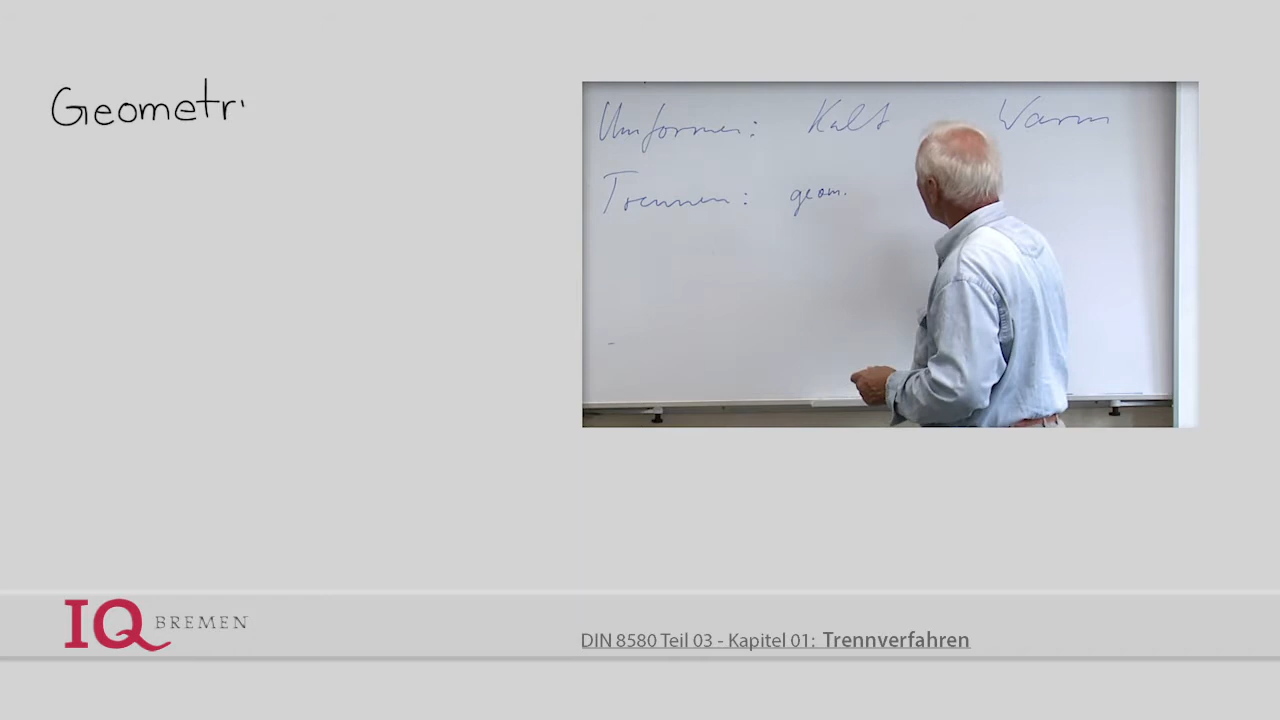 Geometr
Umformen: Kalt Warm
Trennen: geom.
IQ BREMEN
DIN 8580 Teil 03 - Kapitel 01: Trennverfahren